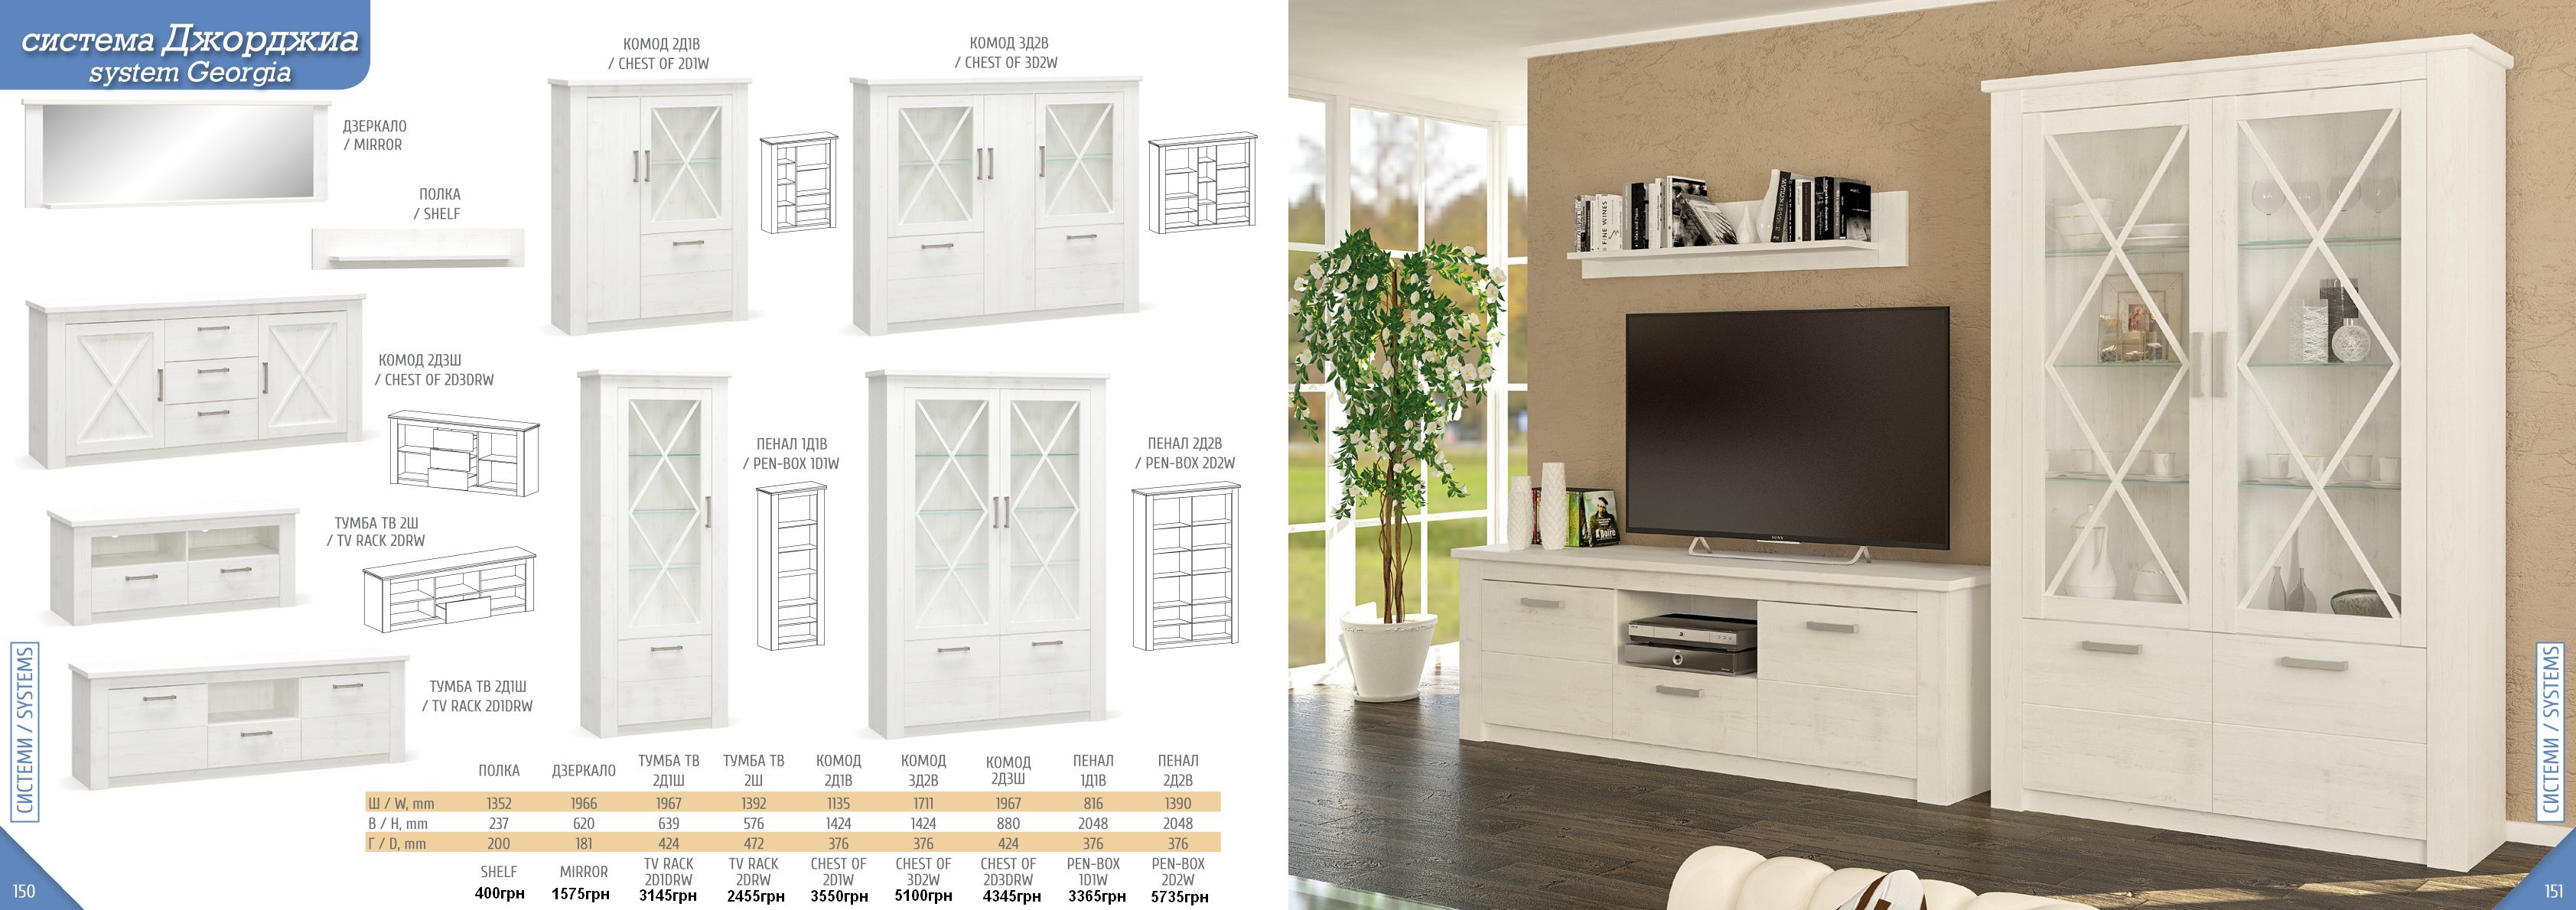 система Джорджиа
system Georgia
ДЗЕРКАЛО
/ MIRROR
ПОЛКА
/ SHELF
КОМОД 2Д1В
/ CHEST OF 2D1W
КОМОД 3Д2В
/ CHEST OF 3D2W
КОМОД 2Д3Ш
/ CHEST OF 2D3DRW
ТУМБА ТВ 2Ш
/ TV RACK 2DRW
ТУМБА ТВ 2Д1Ш
/ TV RACK 2D1DRW
ПЕНАЛ 1Д1В
/ PEN-BOX 1D1W
ПЕНАЛ 2Д2В
/ PEN-BOX 2D2W
ПОЛКА ДЗЕРКАЛО ТУМБА ТВ 2Д1Ш ТУМБА ТВ 2Ш КОМОД 2Д1В КОМОД 3Д2В КОМОД 2Д3Ш ПЕНАЛ 1Д1В ПЕНАЛ 2Д2В
Ш / W, mm 1352 1966 1967 1392 1135 1711 1967 816 1390
В / H, mm 237 620 639 576 1424 1424 880 2048 2048
Г / D, mm 200 181 424 472 376 376 424 376 376
SHELF MIRROR TV RACK 2D1DRW TV RACK 2DRW CHEST OF 2D1W CHEST OF 3D2W CHEST OF 2D3DRW PEN-BOX 1D1W PEN-BOX 2D2W
400грн 1575грн 3145грн 2455грн 3550грн 5100грн 4345грн 3365грн 5735грн
СИСТЕМИ / SYSTEMS
150
FINE WINES
SONY
СИСТЕМИ / SYSTEMS
151